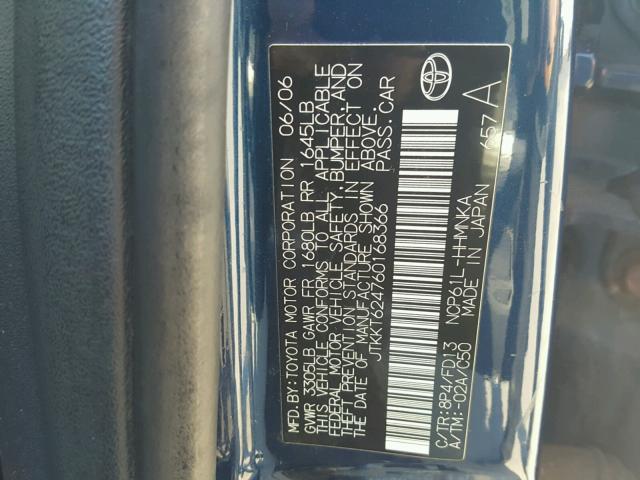 MFD.BY:TOYOTA MOTOR CORPORATION 06/06
GVWR 3305LB GAWR FR 1680LB RR 1645LB
THIS VEHICLE CONFORMS TO ALL APPLICABLE
FEDERAL MOTOR VEHICLE SAFETY, BUMPER, AND
THEFT PREVENTION STANDARDS IN EFFECT ON
THE DATE OF MANUFACTURE SHOWN ABOVE.
JTKKT624760168366 PASS.CAR
C/TR:8P4/FD13 NCP61L-HHMNKA 657A
A/TM:-02A/C50 MADE IN JAPAN